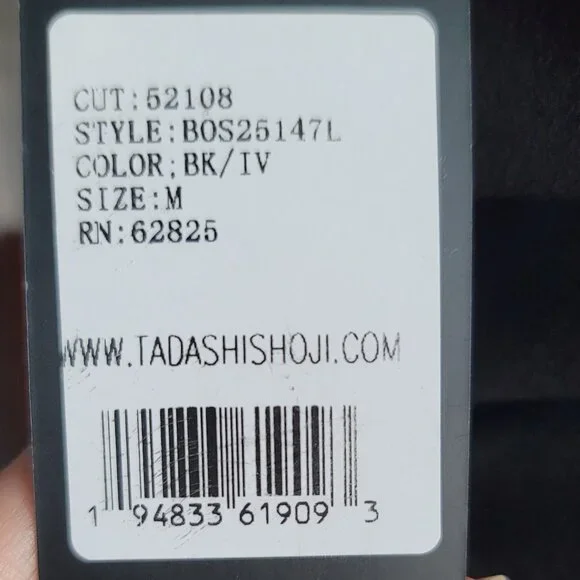 CUT:52108
STYLE:BOS25147L
COLOR:BK/IV
SIZE:M
RN:62825
WWW.TADASHISHOJI.COM
1 94833 61909 3